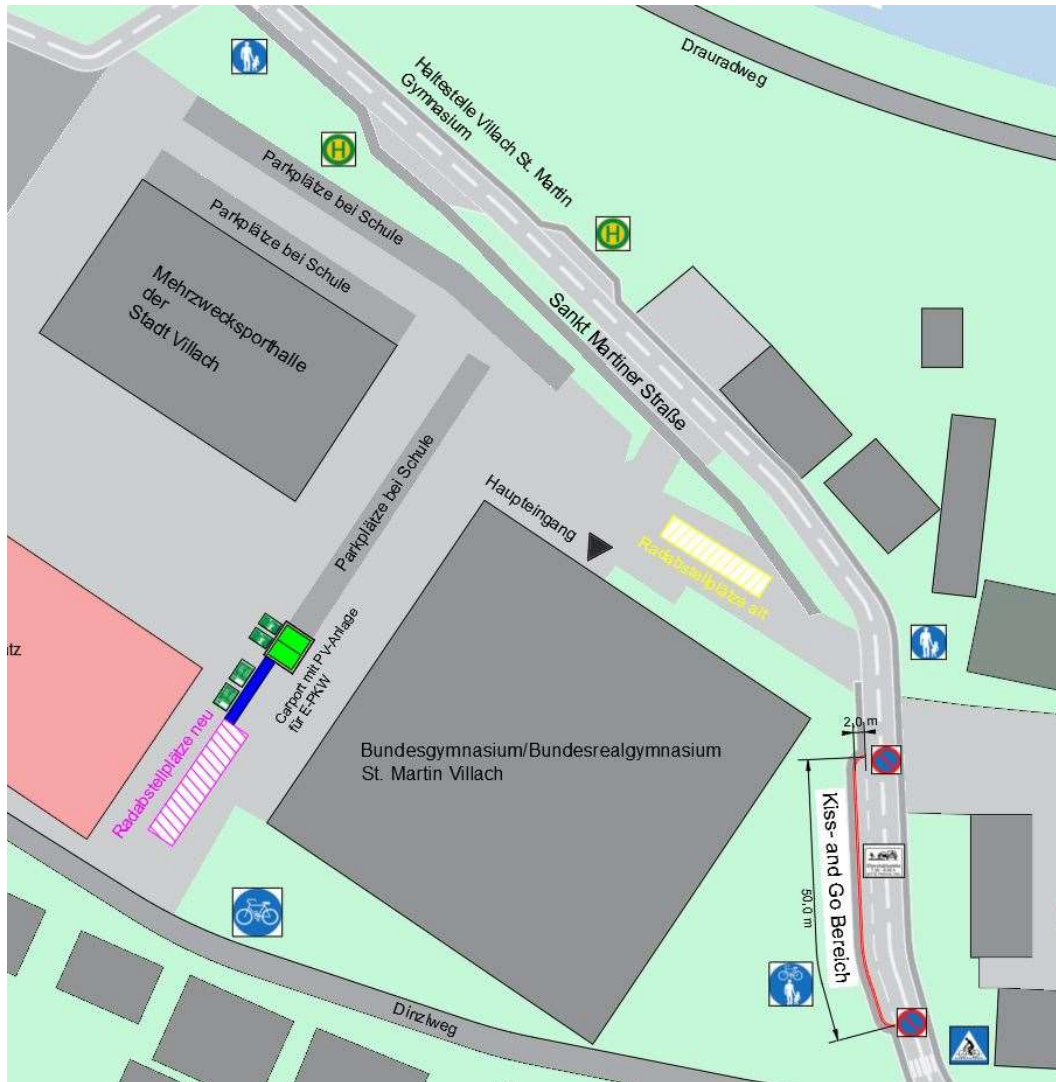 Drauradweg
Haltestelle Villach St. Martin
Gymnasium
H
H
Parkplätze bei Schule
Parkplätze bei Schule
Mehrzwecksporthalle
der
Stadt Villach
Sankt Martiner Straße
Parkplätze bei Schule
Haupteingang
Radabstellplätze alt
tz
Carport mit PV-Anlage
für E-PKW
Radabstellplätze neu
Bundesgymnasium/Bundesrealgymnasium
St. Martin Villach
2,0 m
Kiss- and Go Bereich
50,0 m
Dinzlweg